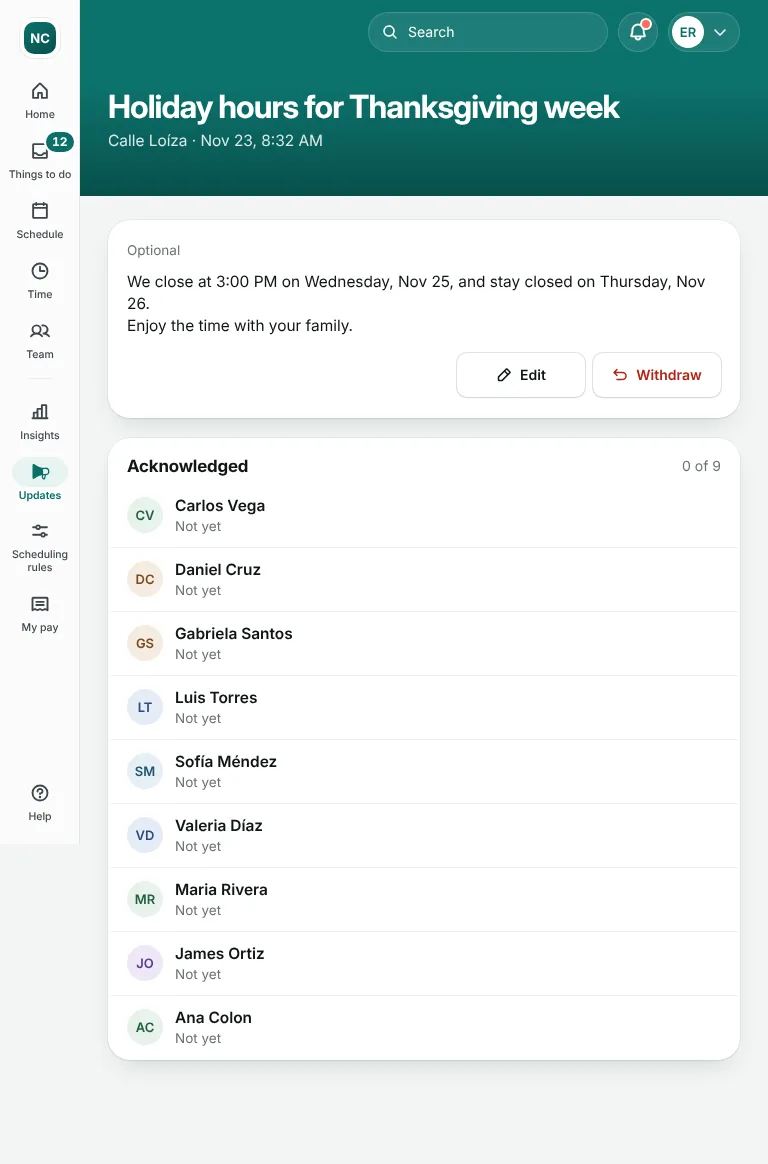 NC
Search
ER
Home
12
Things to do
Schedule
Time
Team
Insights
Updates
Scheduling
rules
My pay
Help
Holiday hours for Thanksgiving week
Calle Loíza · Nov 23, 8:32 AM
Optional
We close at 3:00 PM on Wednesday, Nov 25, and stay closed on Thursday, Nov
26.
Enjoy the time with your family.
Edit
Withdraw
Acknowledged
0 of 9
CV
Carlos Vega
Not yet
DC
Daniel Cruz
Not yet
GS
Gabriela Santos
Not yet
LT
Luis Torres
Not yet
SM
Sofía Méndez
Not yet
VD
Valeria Díaz
Not yet
MR
Maria Rivera
Not yet
JO
James Ortiz
Not yet
AC
Ana Colon
Not yet